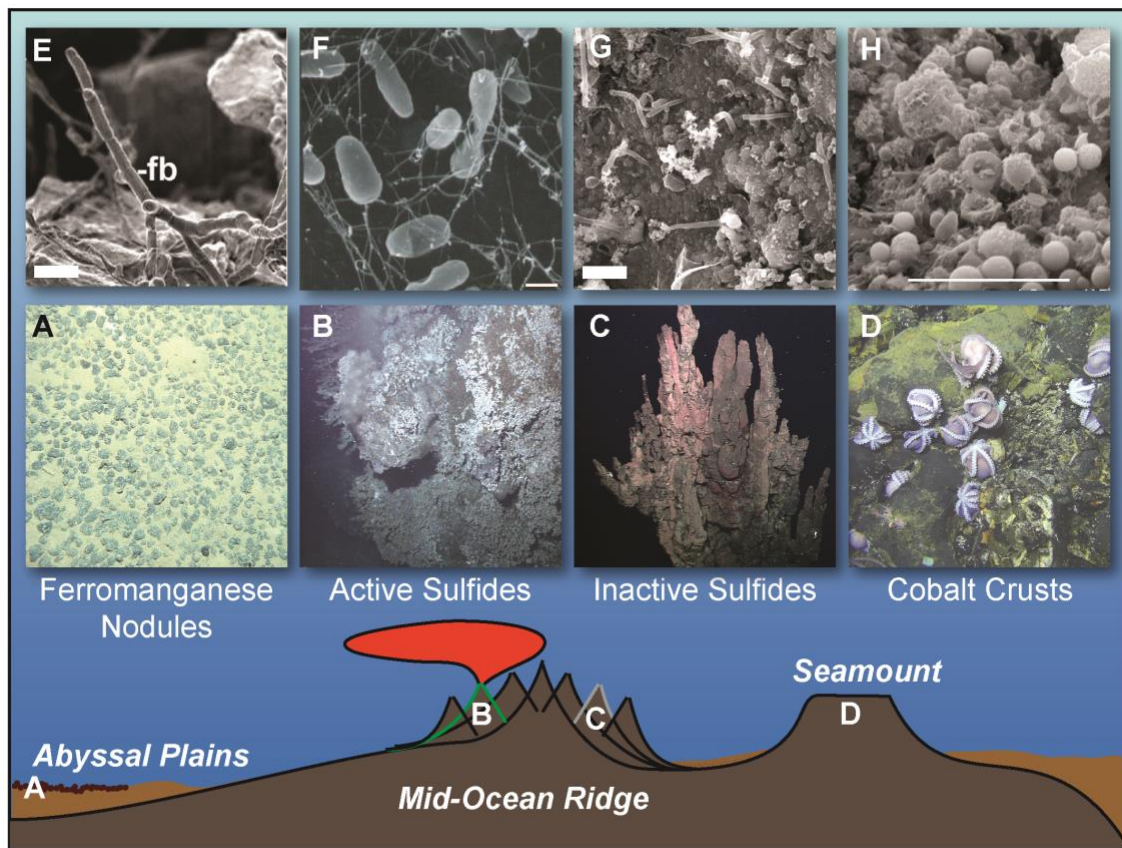 E
-fb
F
G
H
A
B
C
D
Ferromanganese
Nodules
Active Sulfides
Inactive Sulfides
Cobalt Crusts
Seamount
B
C
D
Abyssal Plains
A
Mid-Ocean Ridge